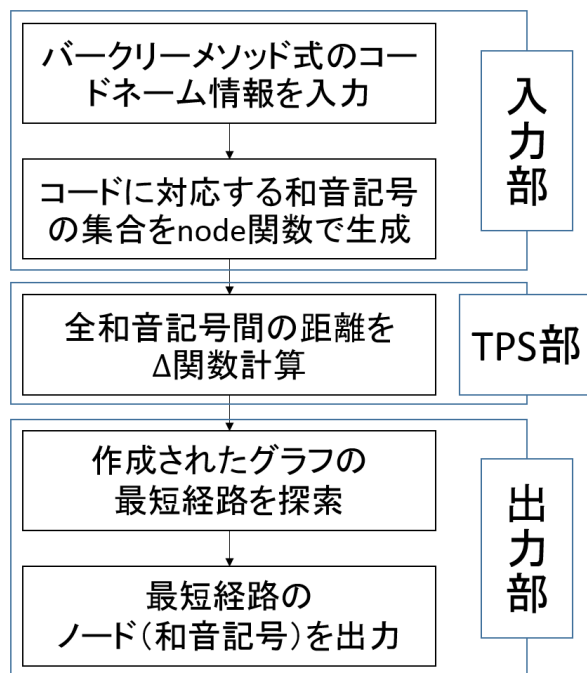 バークリーメソッド式のコー
ドネーム情報を入力
コードに対応する和音記号
の集合をnode関数で生成
入力部
全和音記号間の距離を
Δ関数計算
TPS部
作成されたグラフの
最短経路を探索
最短経路の
ノード（和音記号）を出力
出力部